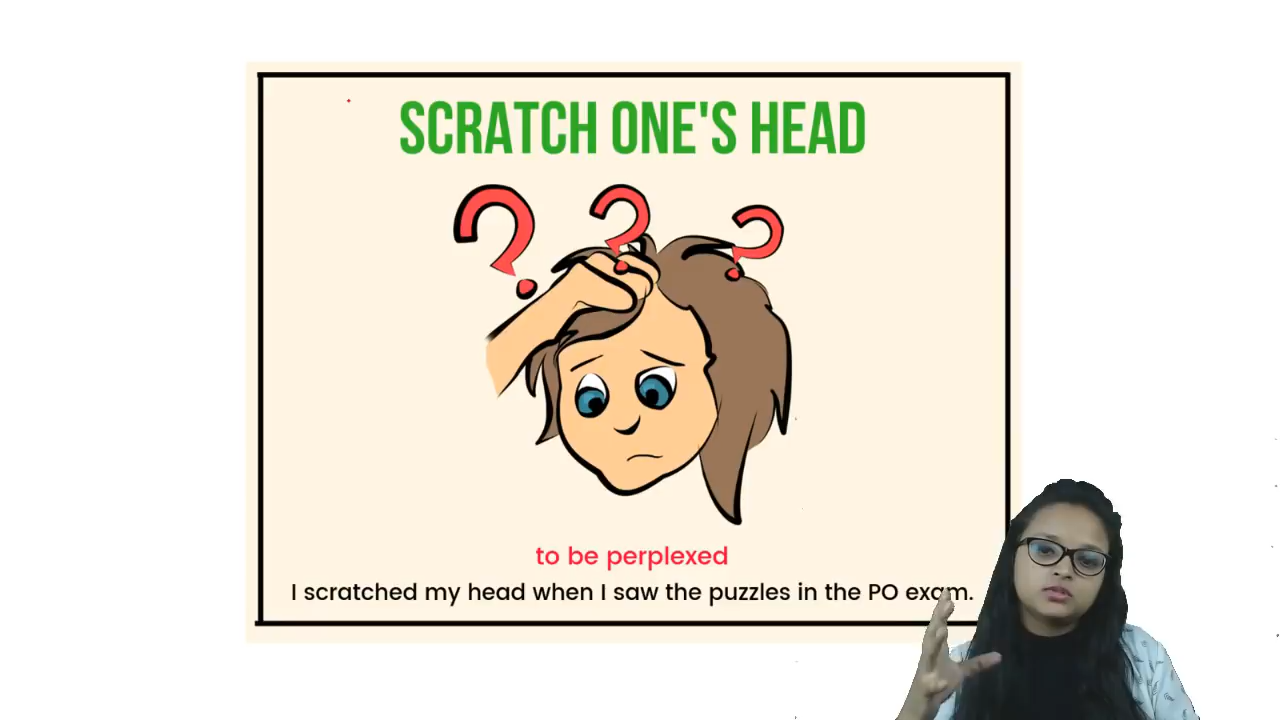 SCRATCH ONE'S HEAD
to be perplexed
I scratched my head when I saw the puzzles in the PO exam.